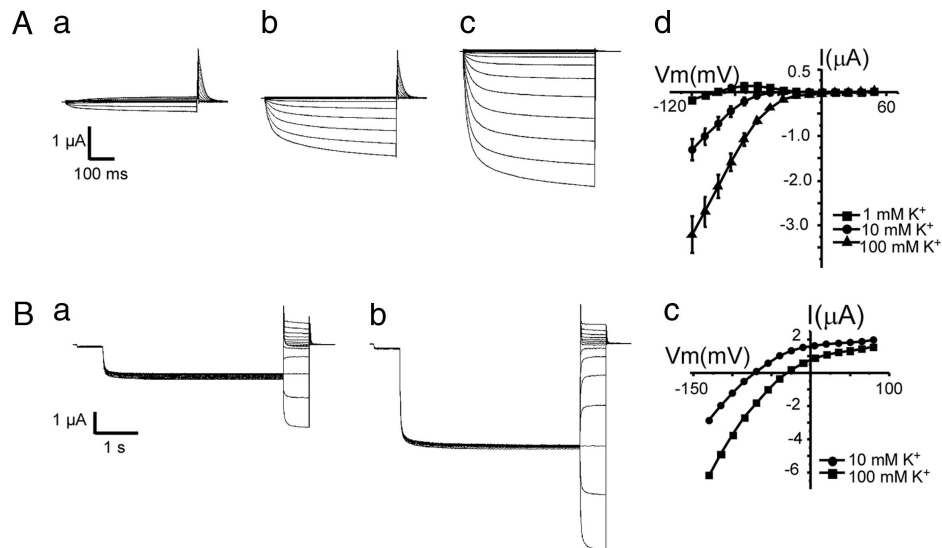 A a b c d
1 μA
100 ms
Vm(mV) I(μA)
-120 60
0.5
-1.0
-2.0
-3.0
1 mM K⁺
10 mM K⁺
100 mM K⁺
B a b c
1 μA
1 s
Vm(mV) I(μA)
-150 100
2
-2
-4
-6
10 mM K⁺
100 mM K⁺